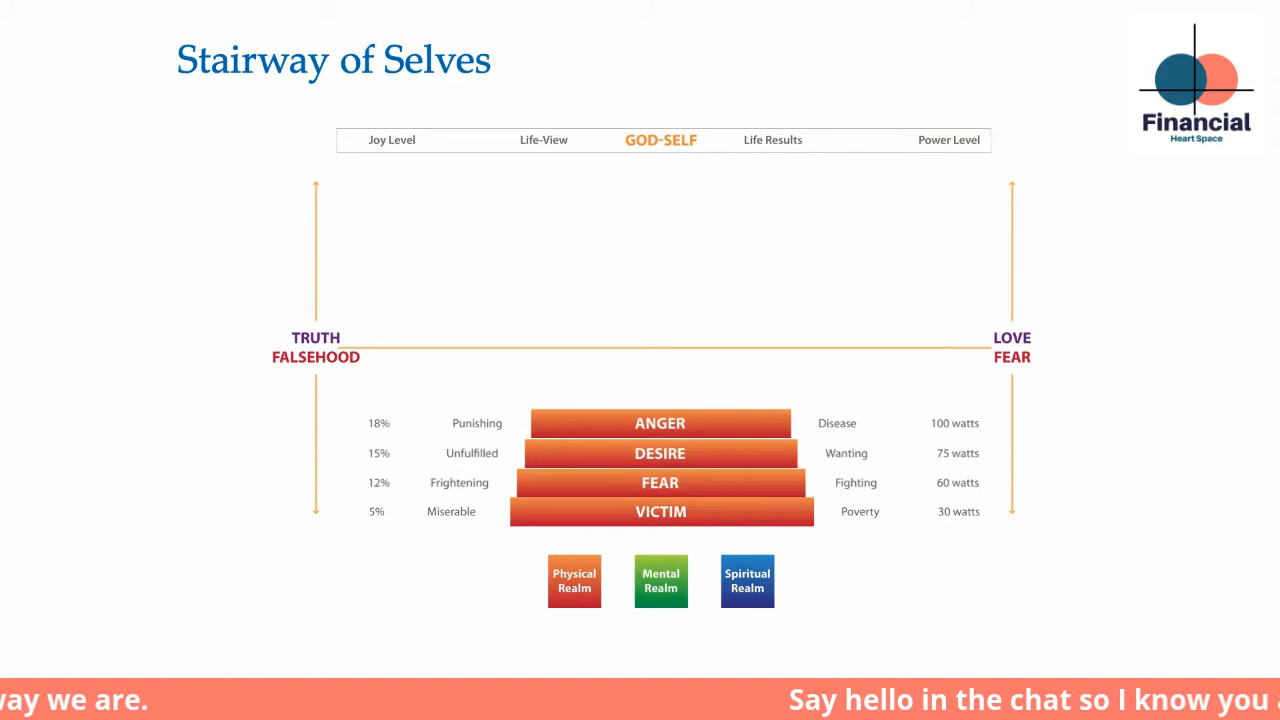 Stairway of Selves
Financial
Heart Space
Joy Level Life-View GOD-SELF Life Results Power Level
TRUTH LOVE
FALSEHOOD FEAR
18% Punishing ANGER Disease 100 watts
15% Unfulfilled DESIRE Wanting 75 watts
12% Frightening FEAR Fighting 60 watts
5% Miserable VICTIM Poverty 30 watts
Physical Realm
Mental Realm
Spiritual Realm
way we are. Say hello in the chat so I know you